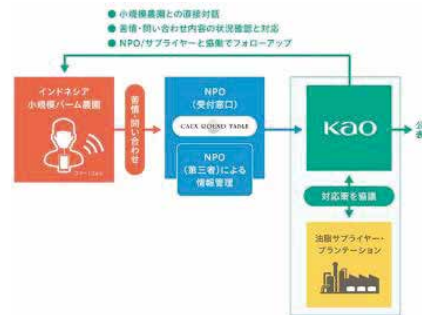 ● 小規模農園との直接対話
● 苦情・問い合わせ内容の状況確認と対応
● NPO/サプライヤーと協働でフォローアップ
インドネシア
小規模パーム農園
苦情・問い合わせ
NPO
(受付窓口)
CAUX ROUND TABLE
NPO
(第三者)による
情報管理
Kao
公
表
対応策を協議
油脂サプライヤー・
プランテーション